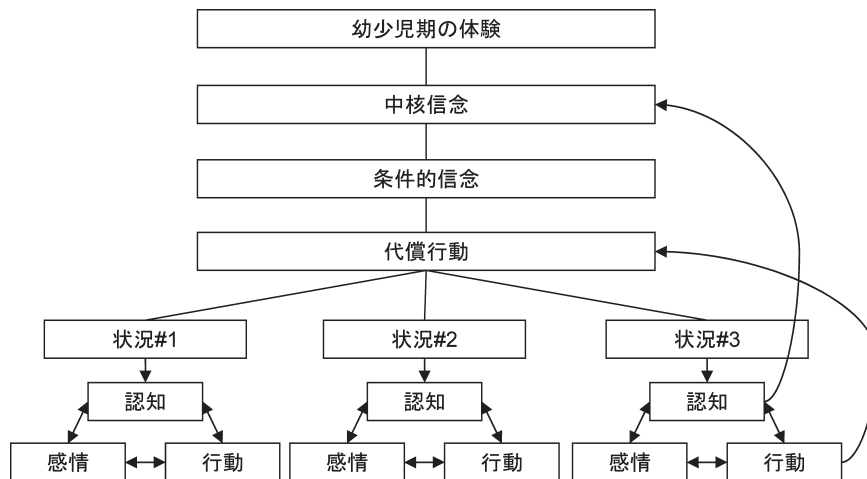 幼少児期の体験
中核信念
条件的信念
代償行動
状況#1
状況#2
状況#3
認知
認知
認知
感情
行動
感情
行動
感情
行動